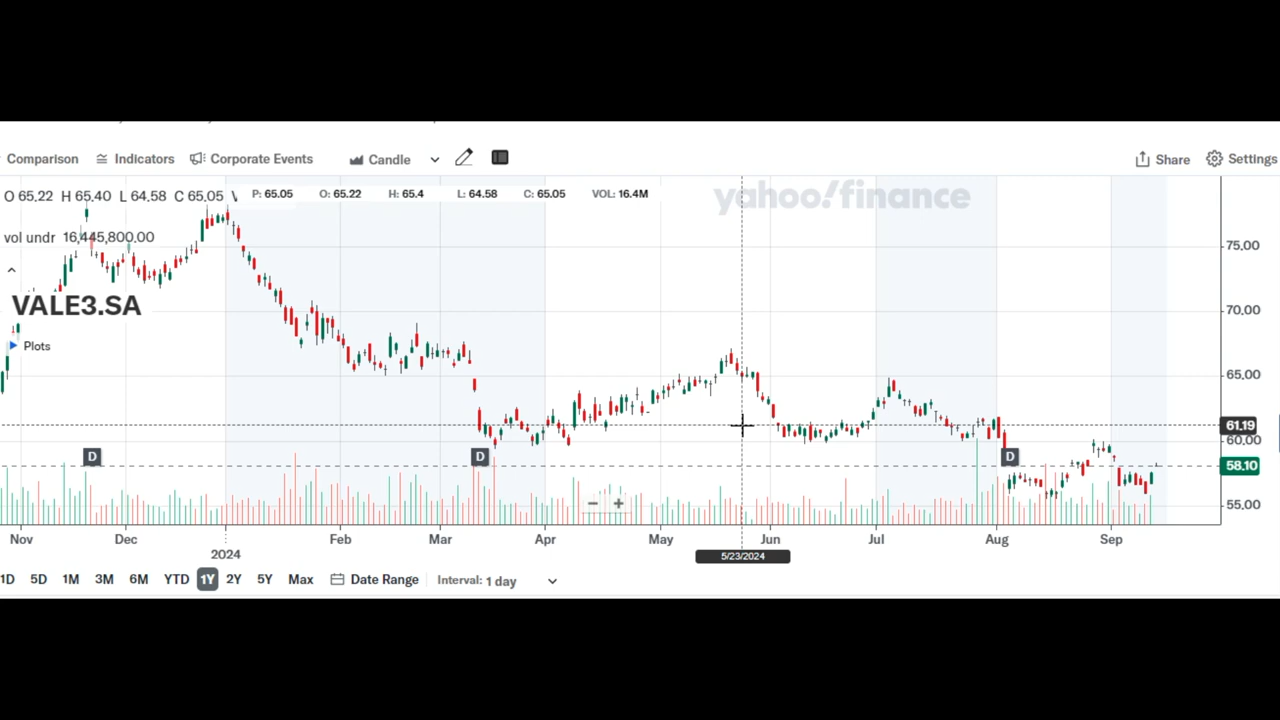 Comparison Indicators Corporate Events Candle Share Settings
O 65.22 H 65.40 L 64.58 C 65.05 V P: 65.05 O: 65.22 H: 65.4 L: 64.58 C: 65.05 VOL: 16.4M
yahoo!finance
vol undr 16,445,800.00
75.00
VALE3.SA
70.00
Plots
65.00
61.19
60.00
D D D
58.10
55.00
Nov Dec Feb Mar Apr May Jun Jul Aug Sep
2024
5/23/2024
1D 5D 1M 3M 6M YTD 1Y 2Y 5Y Max Date Range Interval: 1 day